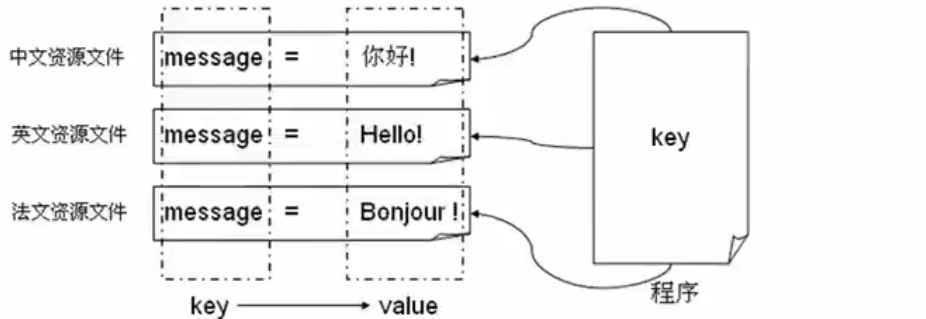 中文资源文件 message = 你好!
英文资源文件 message = Hello!
法文资源文件 message = Bonjour !
key
程序
key value